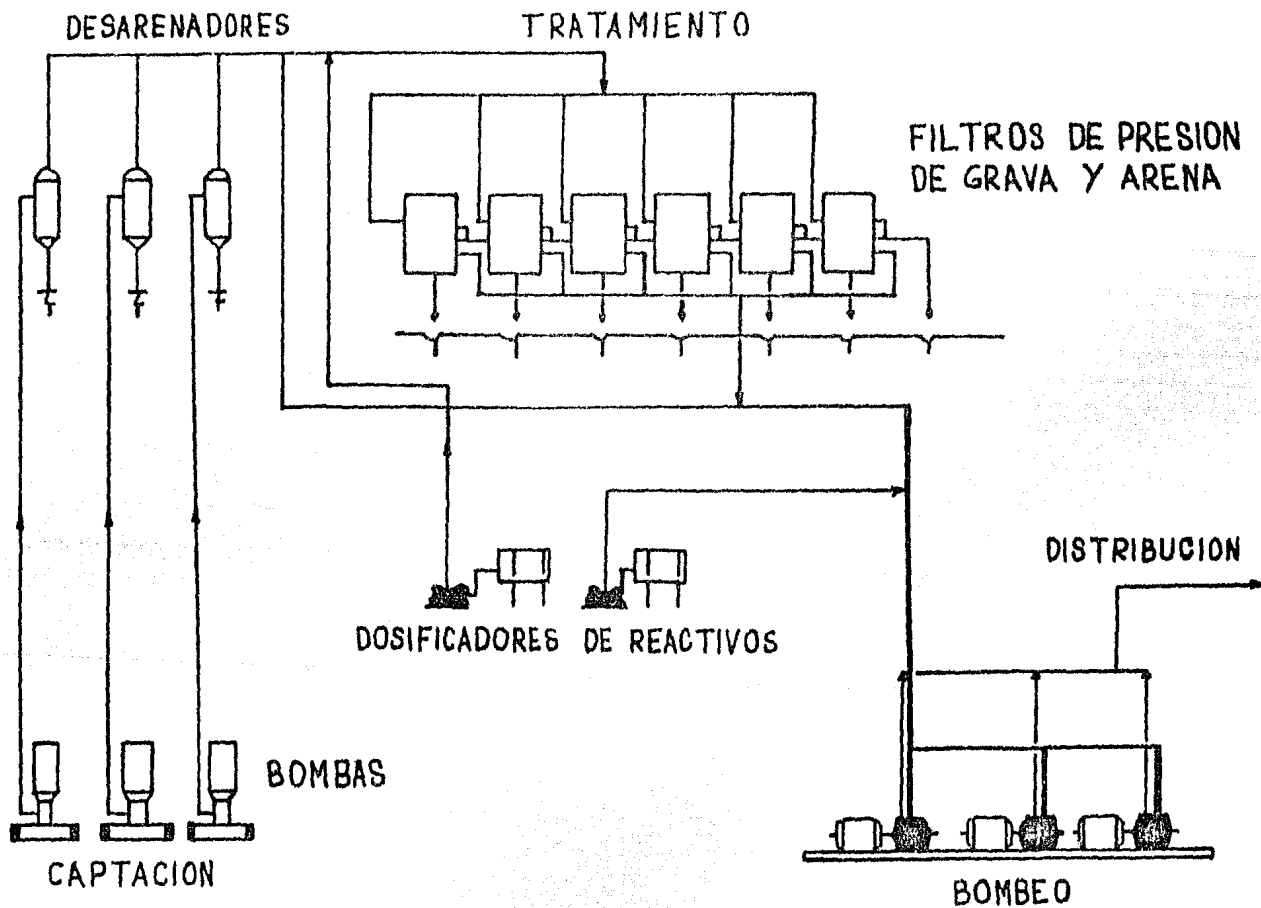 DESARENADORES
TRATAMIENTO
FILTROS DE PRESION
DE GRAVA Y ARENA
DISTRIBUCION
DOSIFICADORES DE REACTIVOS
BOMBAS
CAPTACION
BOMBEO